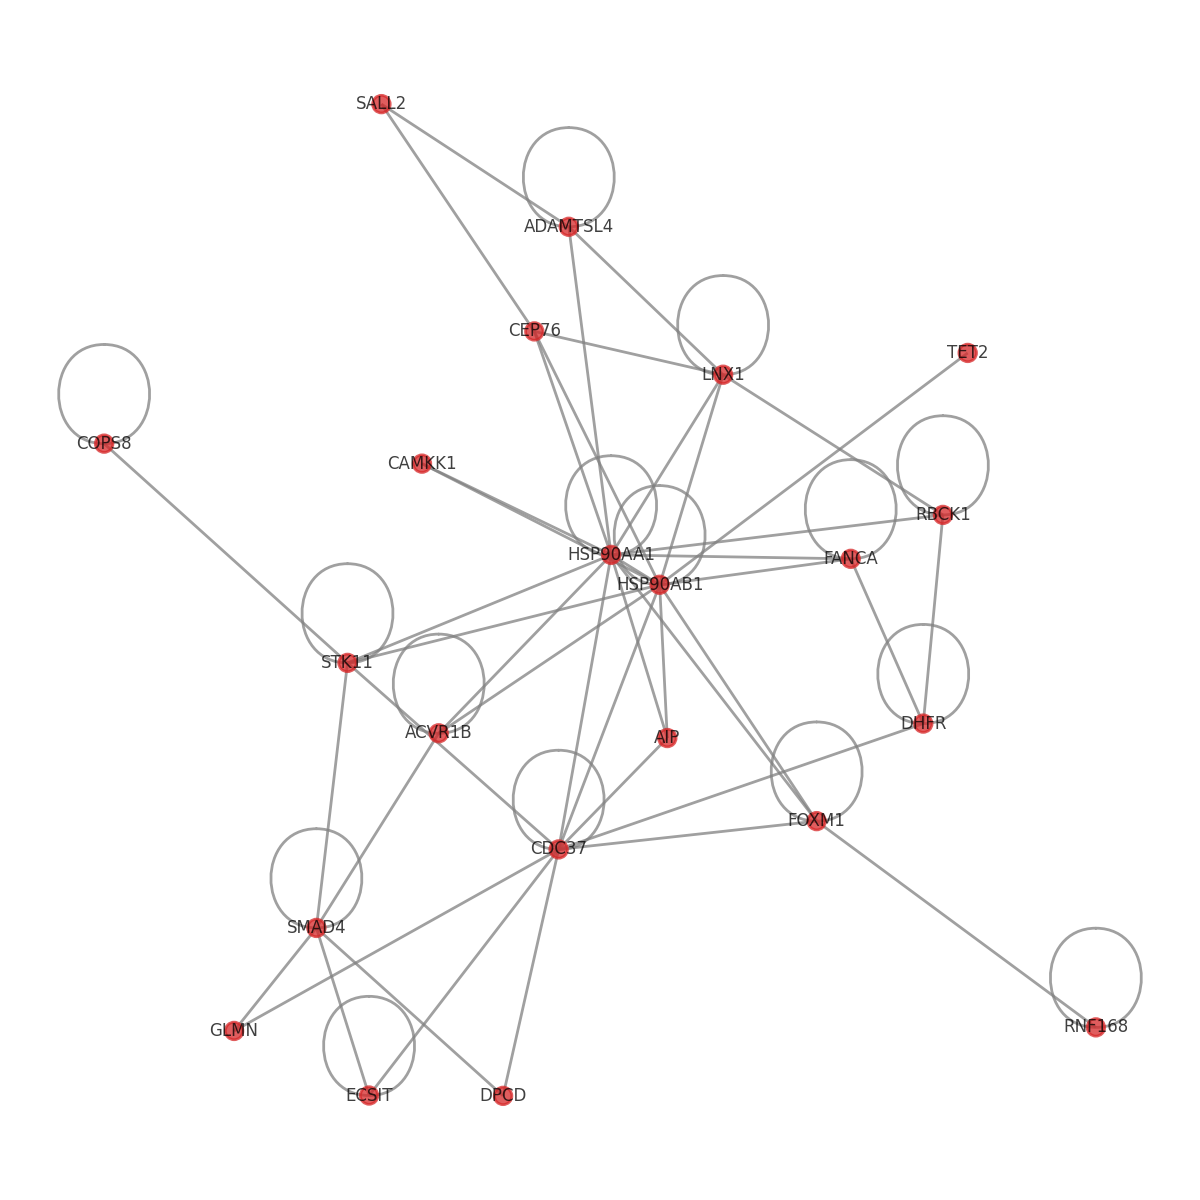 SALL2
ADAMTSL4
CEP76
TET2
LNX1
COPS8
CAMKK1
RBCK1
HSP90AA1
FANCA
HSP90AB1
STK11
DHFR
ACVR1B
AIP
FOXM1
CDC37
SMAD4
RNF168
GLMN
ECSIT
DPCD